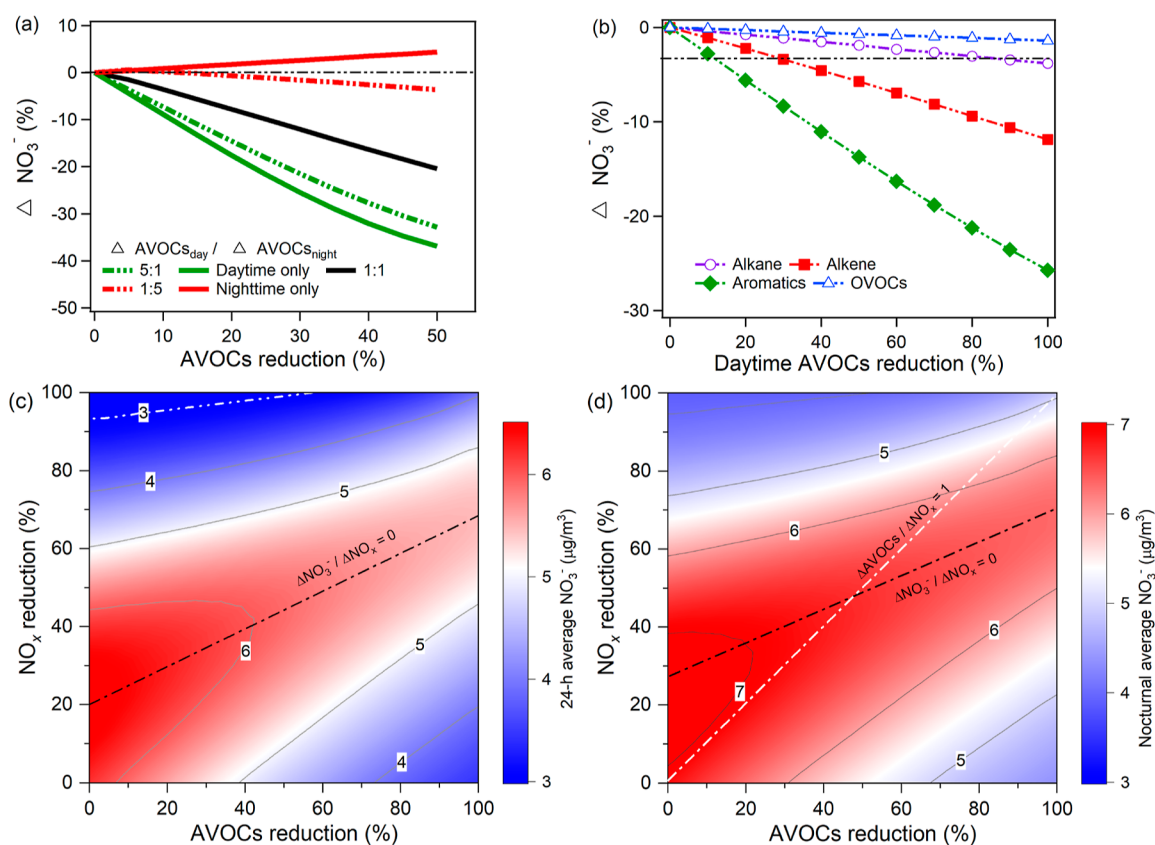 (a)
10
0
-10
-20
-30
-40
-50
△ NO₃⁻ (%)
△ AVOCs_day / △ AVOCs_night
5:1 Daytime only 1:1
1:5 Nighttime only
0 10 20 30 40 50
AVOCs reduction (%)
(b)
0
-10
-20
-30
△ NO₃⁻ (%)
Alkane Alkene
Aromatics OVOCs
0 20 40 60 80 100
Daytime AVOCs reduction (%)
(c)
100
80
60
40
20
0
NOₓ reduction (%)
3
4
5
ΔNO₃⁻ / ΔNOₓ = 0
6
5
4
0 20 40 60 80 100
AVOCs reduction (%)
6
5
4
3
24-h average NO₃⁻ (μg/m³)
(d)
100
80
60
40
20
0
NOₓ reduction (%)
5
6
ΔAVOCs / ΔNOₓ = 1
ΔNO₃⁻ / ΔNOₓ = 0
6
7
5
0 20 40 60 80 100
AVOCs reduction (%)
7
6
5
4
3
Nocturnal average NO₃⁻ (μg/m³)